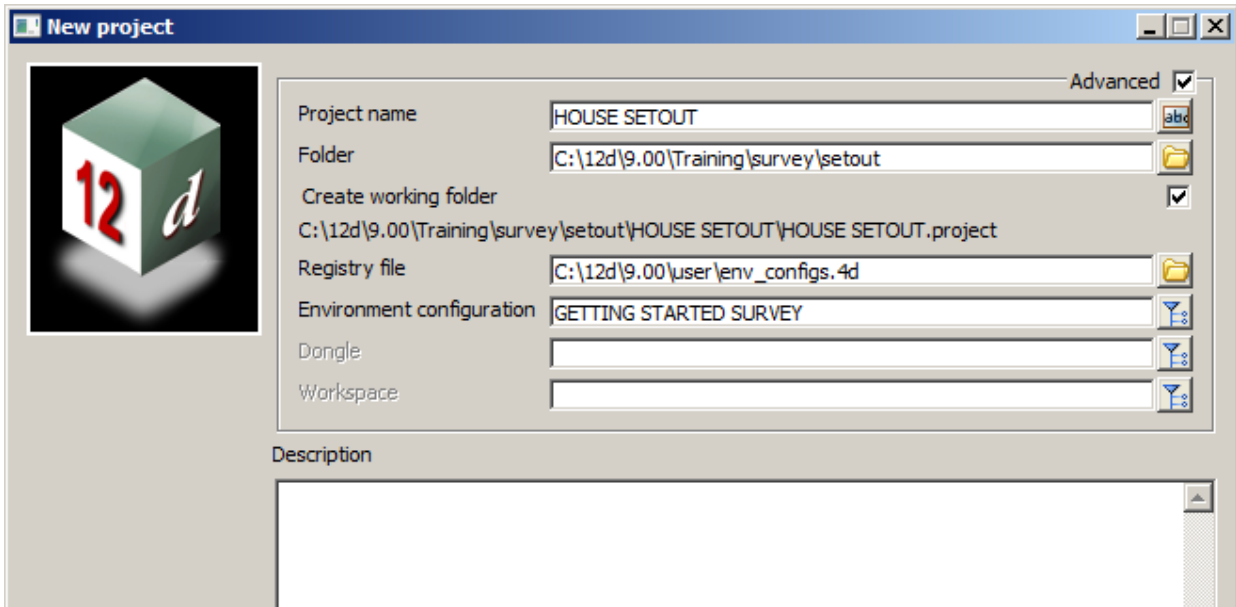 New project
12 d
Advanced
Project name HOUSE SETOUT abc
Folder C:\12d\9.00\Training\survey\setout
Create working folder
C:\12d\9.00\Training\survey\setout\HOUSE SETOUT\HOUSE SETOUT.project
Registry file C:\12d\9.00\user\env_configs.4d
Environment configuration GETTING STARTED SURVEY
Dongle
Workspace
Description